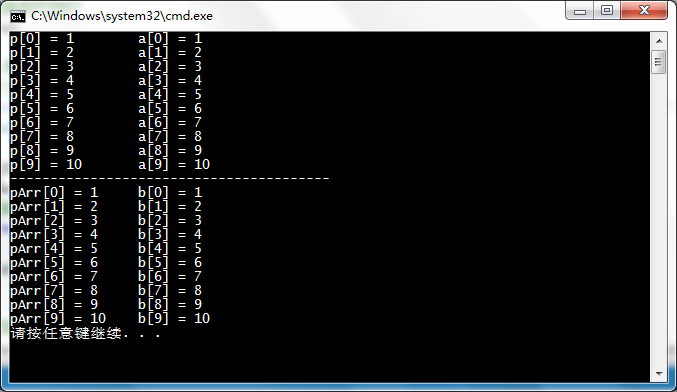 C:\Windows\system32\cmd.exe
p[0] = 1        a[0] = 1
p[1] = 2        a[1] = 2
p[2] = 3        a[2] = 3
p[3] = 4        a[3] = 4
p[4] = 5        a[4] = 5
p[5] = 6        a[5] = 6
p[6] = 7        a[6] = 7
p[7] = 8        a[7] = 8
p[8] = 9        a[8] = 9
p[9] = 10       a[9] = 10
----------------------------------------
pArr[0] = 1     b[0] = 1
pArr[1] = 2     b[1] = 2
pArr[2] = 3     b[2] = 3
pArr[3] = 4     b[3] = 4
pArr[4] = 5     b[4] = 5
pArr[5] = 6     b[5] = 6
pArr[6] = 7     b[6] = 7
pArr[7] = 8     b[7] = 8
pArr[8] = 9     b[8] = 9
pArr[9] = 10    b[9] = 10
请按任意键继续. . .